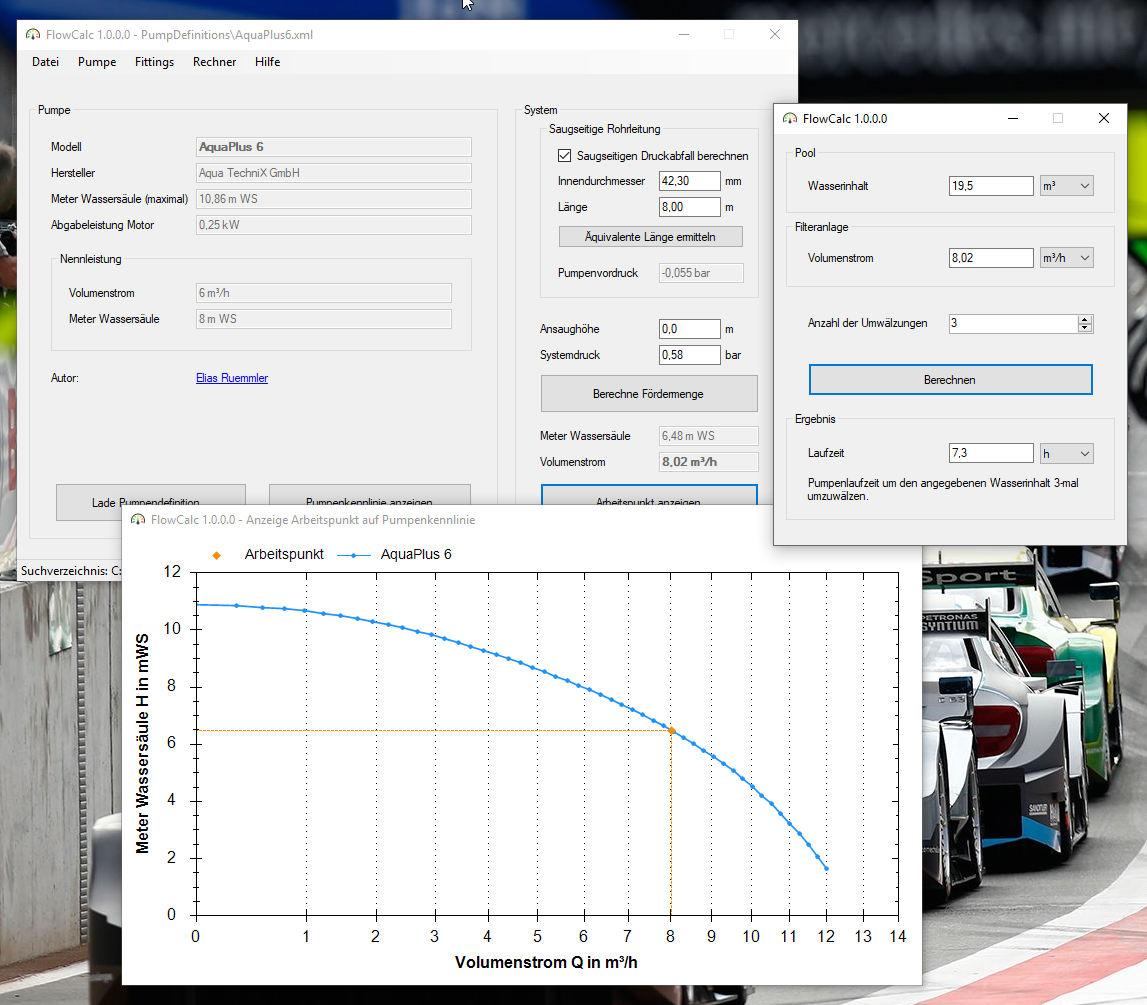 FlowCalc 1.0.0.0 - PumpDefinitions\AquaPlus6.xml
Datei Pumpe Fittings Rechner Hilfe
Pumpe
Modell AquaPlus 6
Hersteller Aqua TechniX GmbH
Meter Wassersäule (maximal) 10,86 m WS
Abgabeleistung Motor 0,25 kW
Nennleistung
Volumenstrom 6 m³/h
Meter Wassersäule 8 m WS
Autor: Elias Ruemmler
Lade Pumpendefinition Pumpenkennlinie anzeigen
Suchverzeichnis: C:
System
Saugseitige Rohrleitung
Saugseitigen Druckabfall berechnen
Innendurchmesser 42,30 mm
Länge 8,00 m
Äquivalente Länge ermitteln
Pumpenvordruck -0,055 bar
Ansaughöhe 0,0 m
Systemdruck 0,58 bar
Berechne Fördermenge
Meter Wassersäule 6,48 m WS
Volumenstrom 8,02 m³/h
Arbeitspunkt anzeigen
FlowCalc 1.0.0.0
Pool
Wasserinhalt 19,5 m³
Filteranlage
Volumenstrom 8,02 m³/h
Anzahl der Umwälzungen 3
Berechnen
Ergebnis
Laufzeit 7,3 h
Pumpenlaufzeit um den angegebenen Wasserinhalt 3-mal
umzuwälzen.
FlowCalc 1.0.0.0 - Anzeige Arbeitspunkt auf Pumpenkennlinie
Arbeitspunkt AquaPlus 6
Meter Wassersäule H in mWS
12
10
8
6
4
2
0
0 1 2 3 4 5 6 7 8 9 10 11 12 13 14
Volumenstrom Q in m³/h
Sport
PETRONAS
SYNTIUM